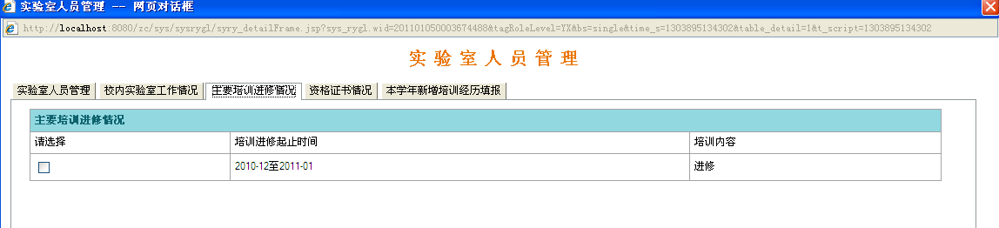 实验室人员管理 -- 网页对话框
http://localhost:8080/zc/sys/sysrygl/syry_detailFrame.jsp?sys_rygl.wid=201101050003674488&tagRoleLevel=YX&bs=single&time_s=1303895134302&table_detail=1&t_script=1303895134302
实验室人员管理
实验室人员管理 校内实验室工作情况 主要培训进修情况 资格证书情况 本学年新增培训经历填报
主要培训进修情况
请选择 培训进修起止时间 培训内容
2010-12至2011-01 进修